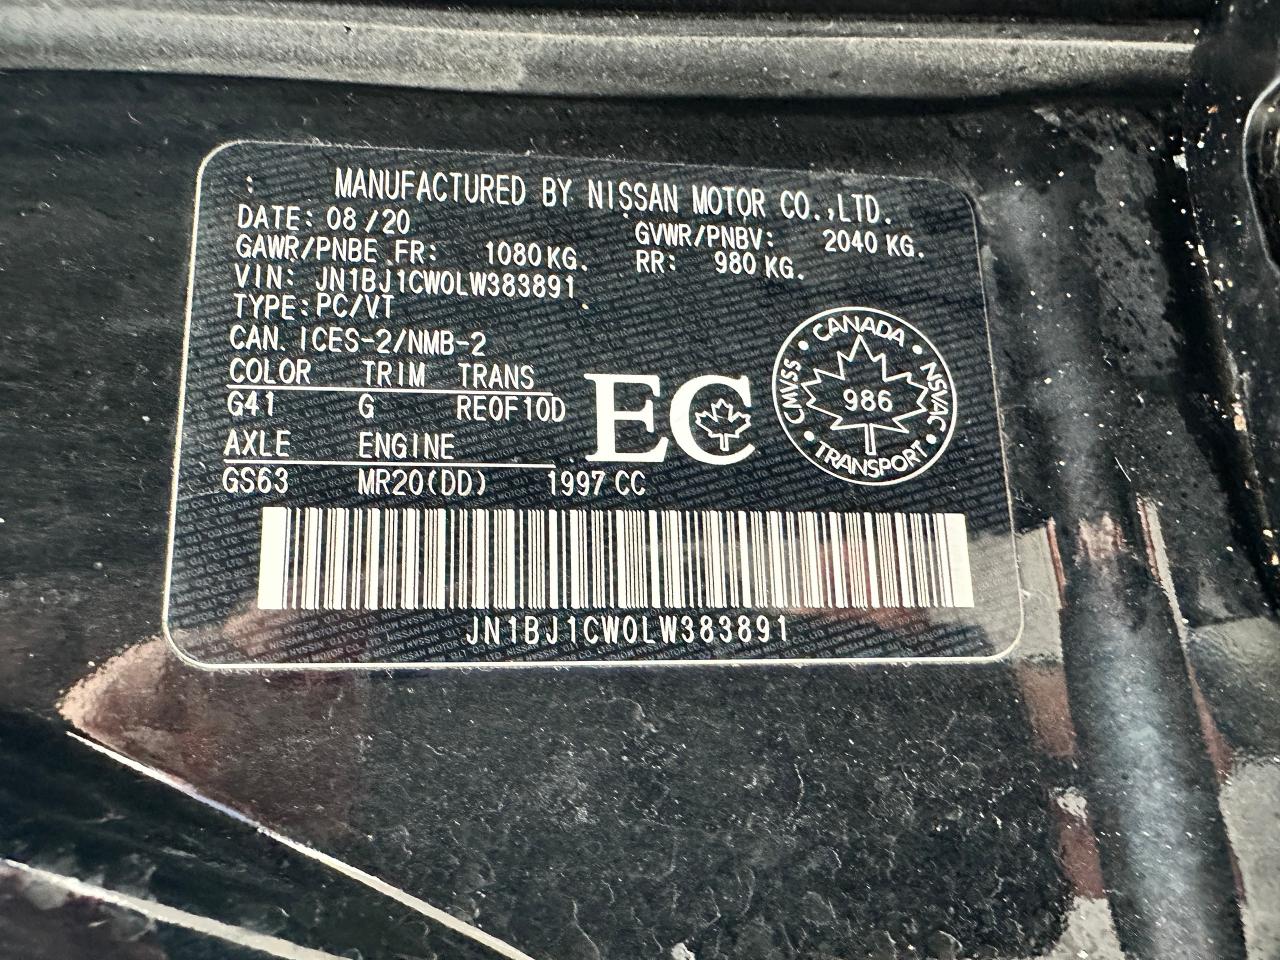 : MANUFACTURED BY NISSAN MOTOR CO.,LTD.
DATE: 08/20 GVWR/PNBV: 2040 KG.
GAWR/PNBE FR: 1080 KG. RR: 980 KG.
VIN: JN1BJ1CW0LW383891
TYPE: PC/VT
CAN. ICES-2/NMB-2
COLOR TRIM TRANS
G41 G RE0F10D
AXLE ENGINE
GS63 MR20(DD) 1997 CC
EC
CANADA • NSVAC • TRANSPORT • CMVSS •
986
JN1BJ1CW0LW383891